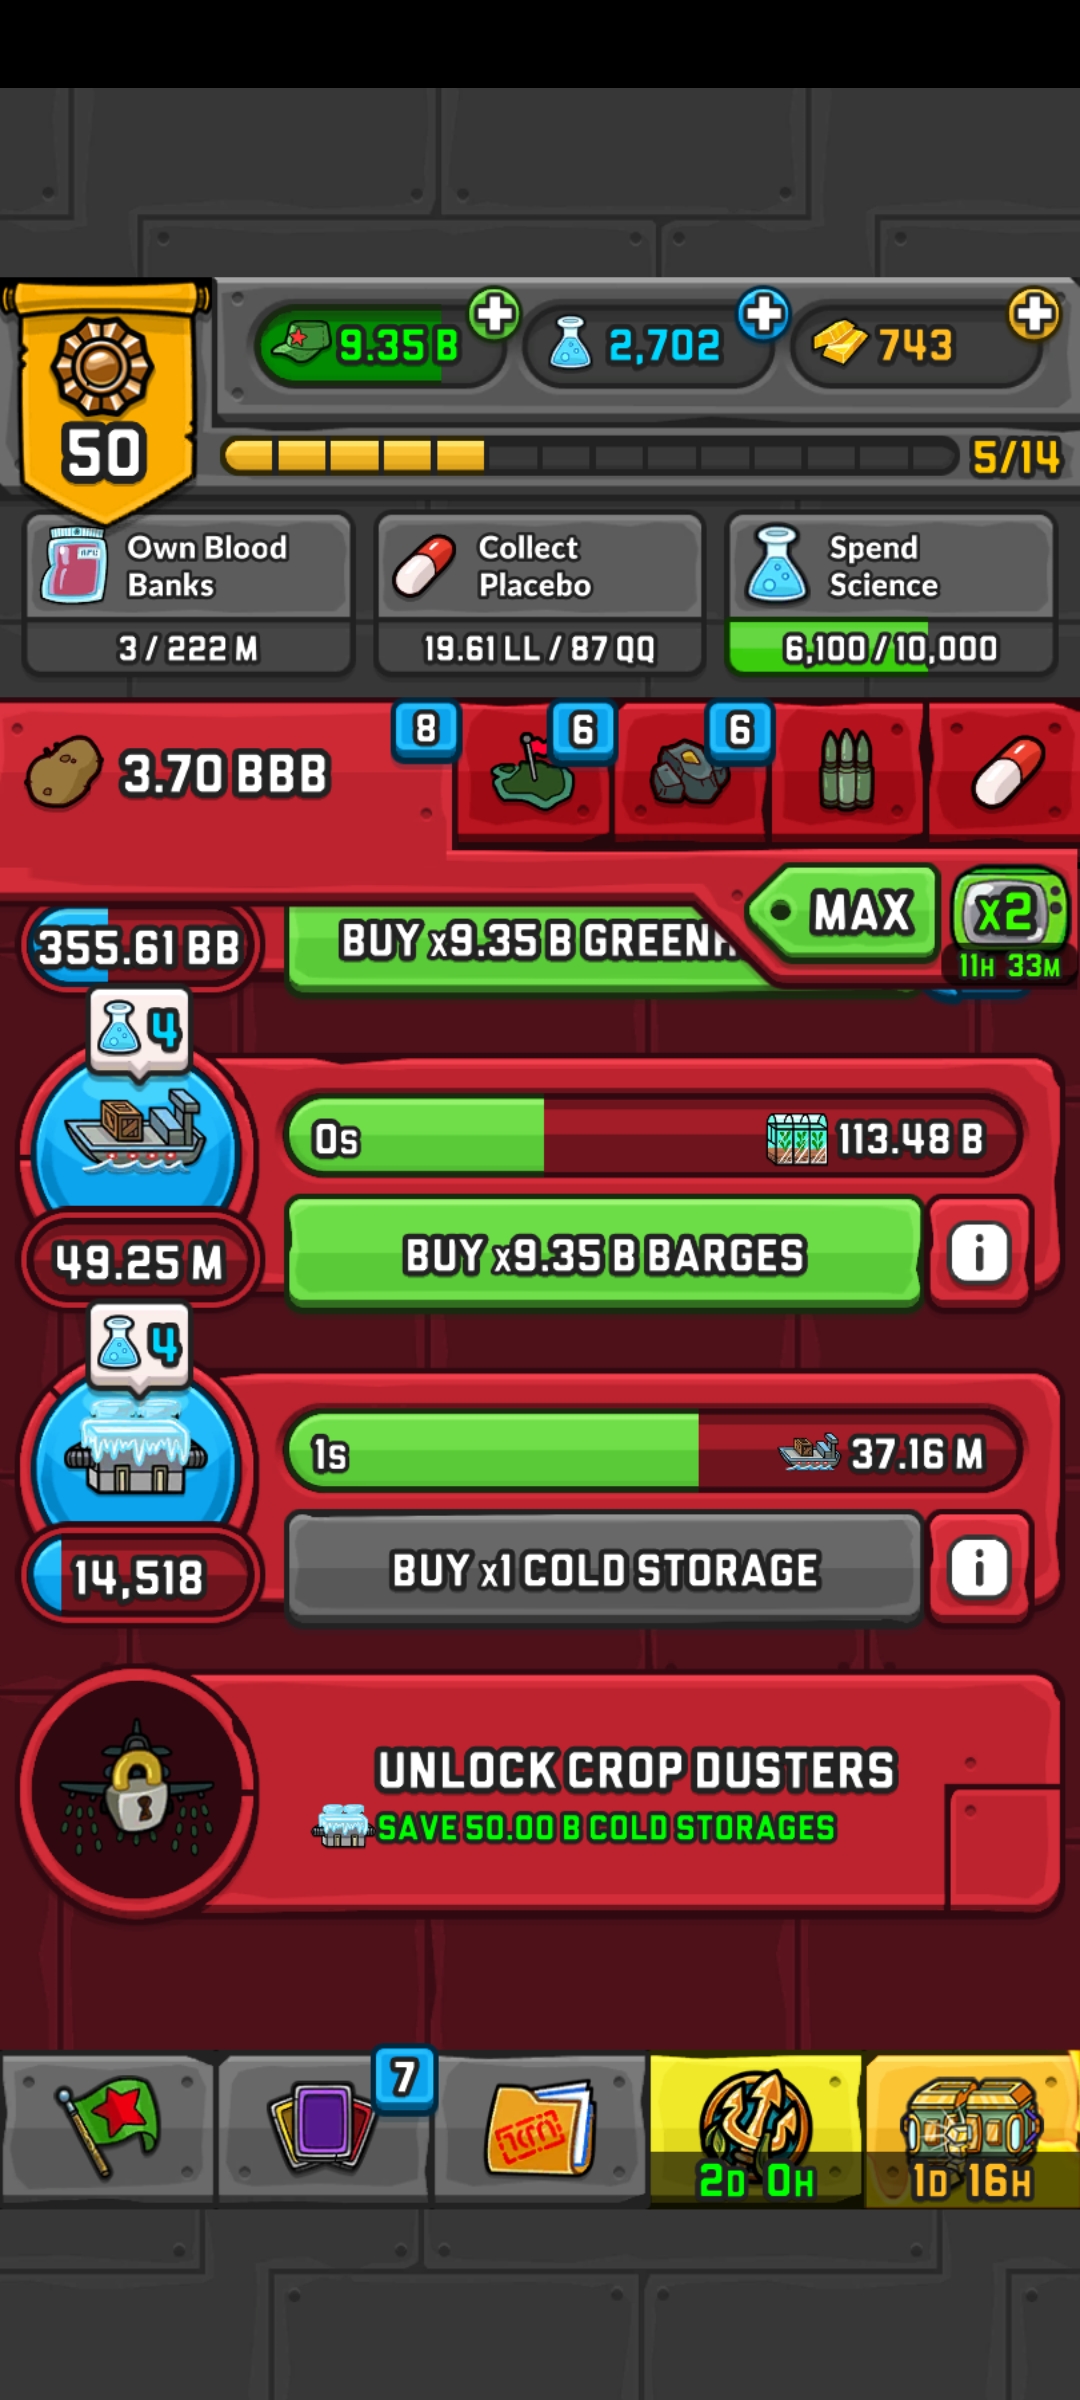 9.35 B
2,702
743
50
5/14
Own Blood
Banks
3 / 222 M
Collect
Placebo
19.61 LL / 87 QQ
Spend
Science
6,100 / 10,000
3.70 BBB
8
6
6
MAX
x2
11H 33M
355.61 BB
BUY x9.35 B
4
0s
113.48 B
49.25 M
BUY x9.35 B BARGES
i
4
1s
37.16 M
14,518
BUY x1 COLD STORAGE
i
UNLOCK CROP DUSTERS
SAVE 50.00 B COLD STORAGES
7
2D 0H
1D 16H